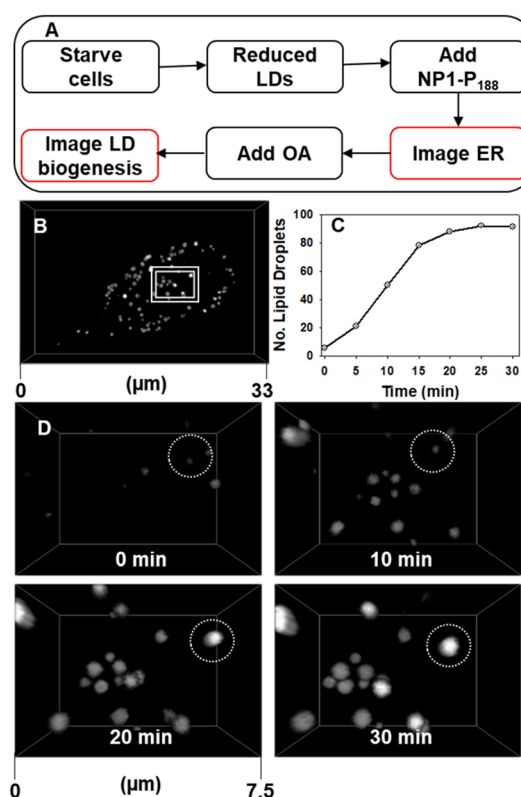 A
Starve
cells
Reduced
LDs
Add
NP1-P188
Image LD
biogenesis
Add OA
Image ER
B
0 (µm) 33
C
No. Lipid Droplets
100
80
60
40
20
0
0 5 10 15 20 25 30
Time (min)
D
0 min
10 min
20 min
30 min
0 (µm) 7.5